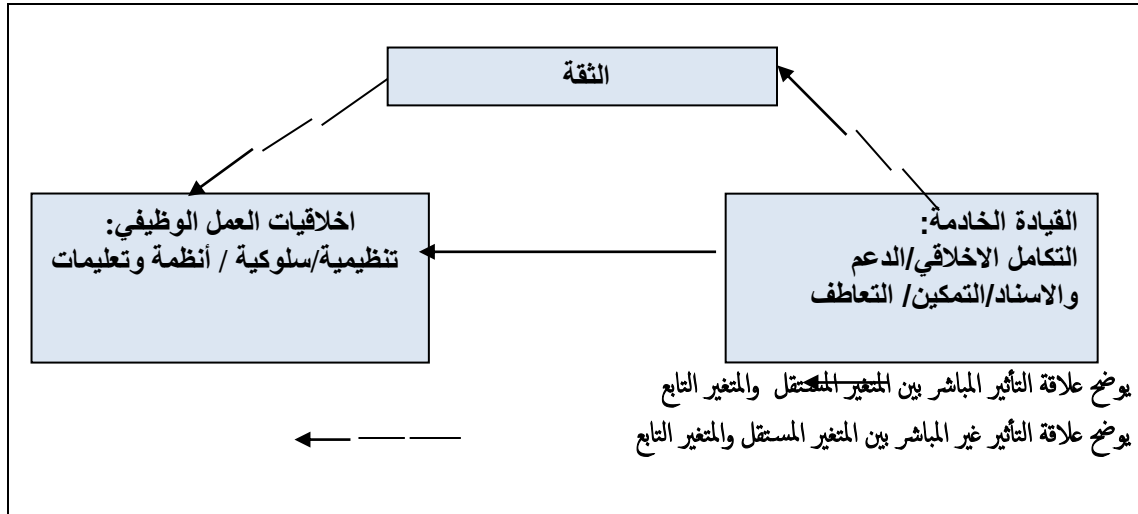 الثقة
القيادة الخادمة:
التكامل الاخلاقي/الدعم
والاسناد/التمكين/ التعاطف
اخلاقيات العمل الوظيفي:
تنظيمية/سلوكية / أنظمة وتعليمات
يوضح علاقة التأثير المباشر بين المتغير المستقل والمتغير التابع
يوضح علاقة التأثير غير المباشر بين المتغير المستقل والمتغير التابع